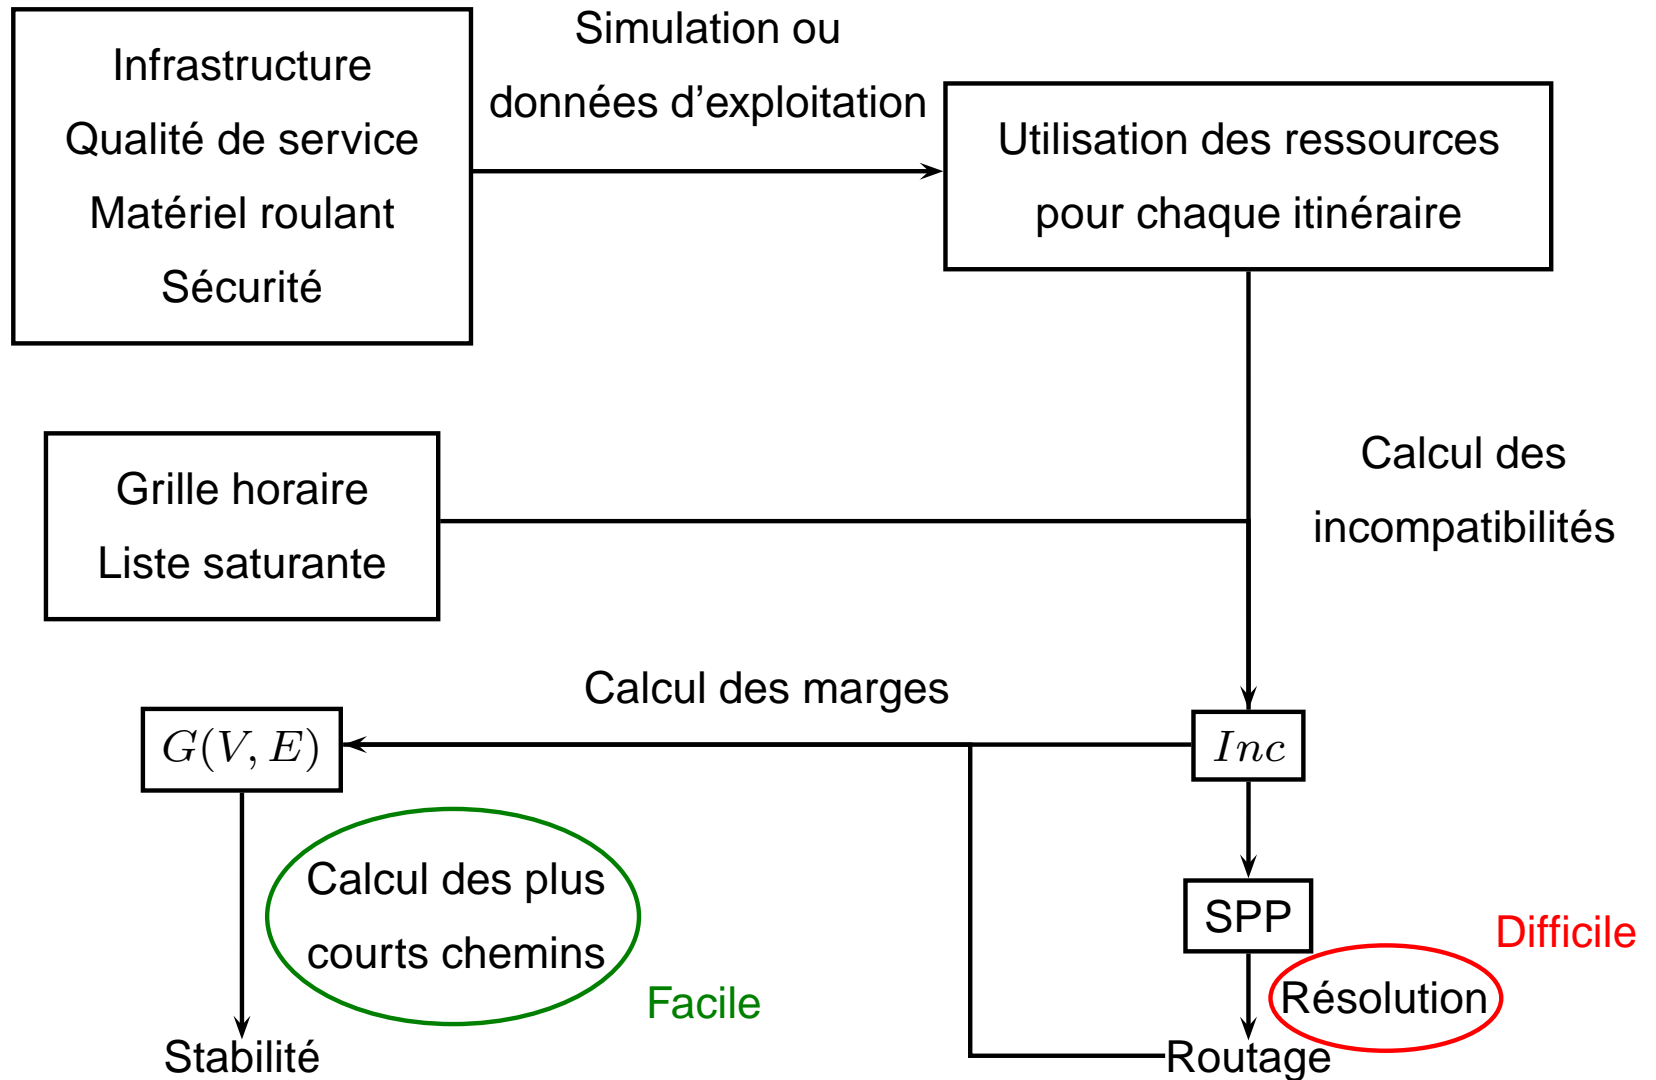 Infrastructure
Qualité de service
Matériel roulant
Sécurité
Simulation ou
données d'exploitation
Utilisation des ressources
pour chaque itinéraire
Grille horaire
Liste saturante
Calcul des
incompatibilités
Calcul des marges
G(V, E)
Inc
Calcul des plus
courts chemins
Facile
SPP
Difficile
Résolution
Stabilité
Routage